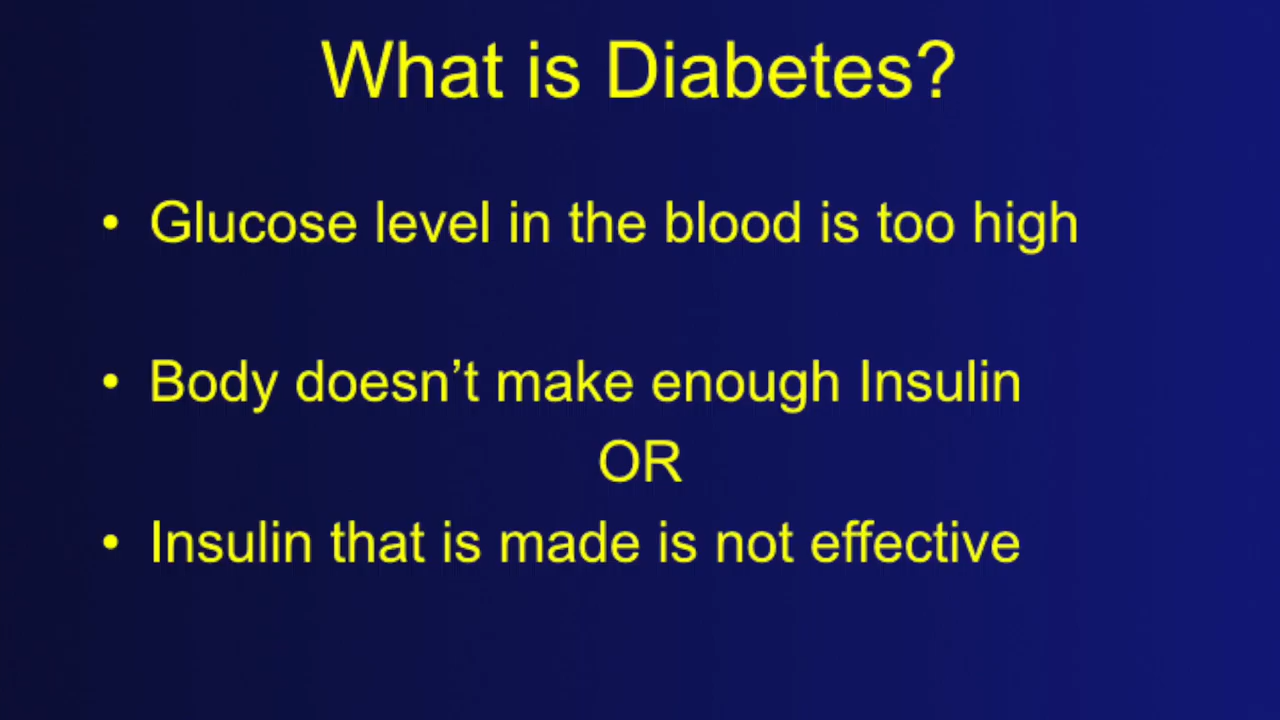 What is Diabetes?
• Glucose level in the blood is too high
• Body doesn’t make enough Insulin
OR
• Insulin that is made is not effective